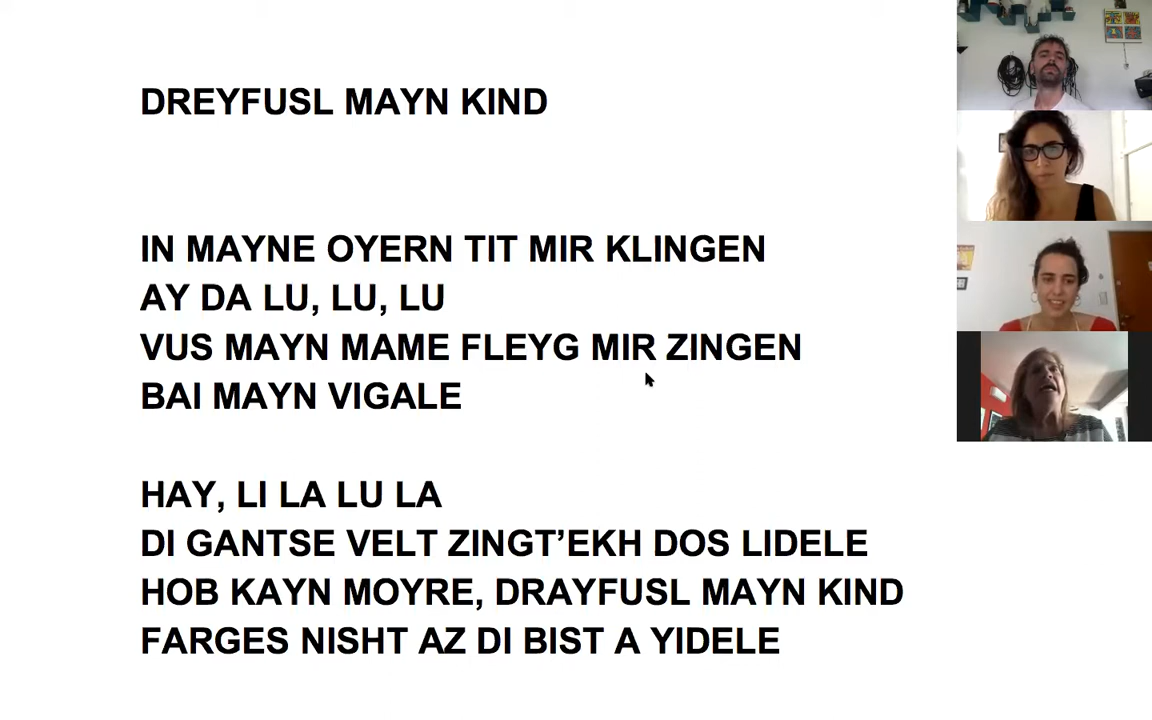 DREYFUSL MAYN KIND
IN MAYNE OYERN TIT MIR KLINGEN
AY DA LU, LU, LU
VUS MAYN MAME FLEYG MIR ZINGEN
BAI MAYN VIGALE
HAY, LI LA LU LA
DI GANTSE VELT ZINGT’EKH DOS LIDELE
HOB KAYN MOYRE, DRAYFUSL MAYN KIND
FARGES NISHT AZ DI BIST A YIDELE